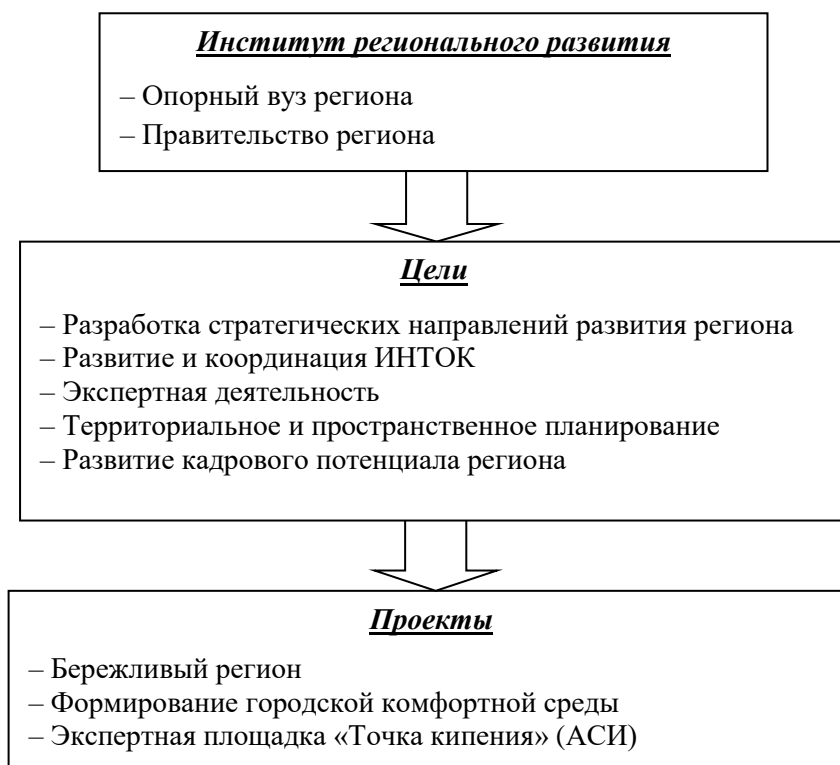 Институт регионального развития
– Опорный вуз региона
– Правительство региона
Цели
– Разработка стратегических направлений развития региона
– Развитие и координация ИНТОК
– Экспертная деятельность
– Территориальное и пространственное планирование
– Развитие кадрового потенциала региона
Проекты
– Бережливый регион
– Формирование городской комфортной среды
– Экспертная площадка «Точка кипения» (АСИ)